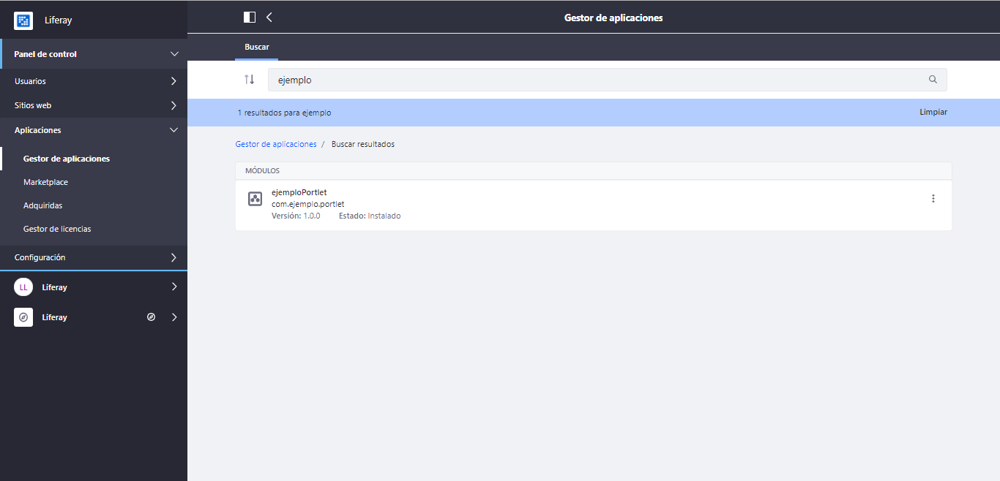 Liferay
Panel de control
Usuarios
Sitios web
Aplicaciones
Gestor de aplicaciones
Marketplace
Adquiridas
Gestor de licencias
Configuración
LL Liferay
Liferay
Gestor de aplicaciones
Buscar
ejemplo
1 resultados para ejemplo Limpiar
Gestor de aplicaciones / Buscar resultados
MÓDULOS
ejemploPortlet
com.ejemplo.portlet
Versión: 1.0.0 Estado: Instalado